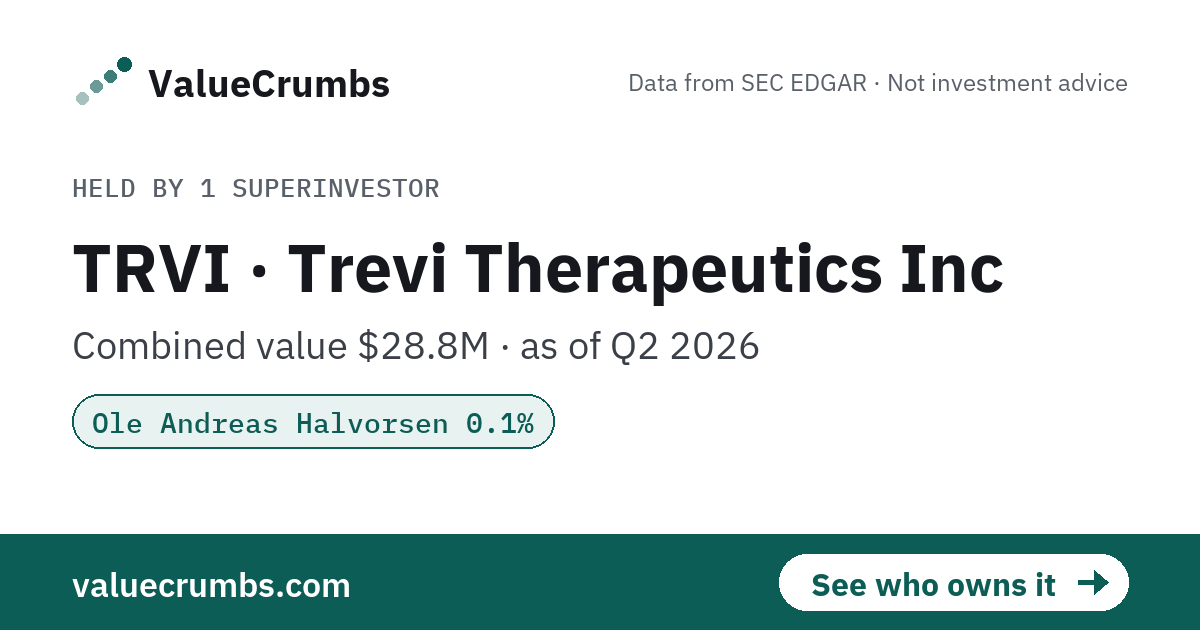 ValueCrumbs
Data from SEC EDGAR · Not investment advice
HELD BY 1 SUPERINVESTOR
TRVI · Trevi Therapeutics Inc
Combined value $28.8M · as of Q2 2026
Ole Andreas Halvorsen 0.1%
valuecrumbs.com
See who owns it →